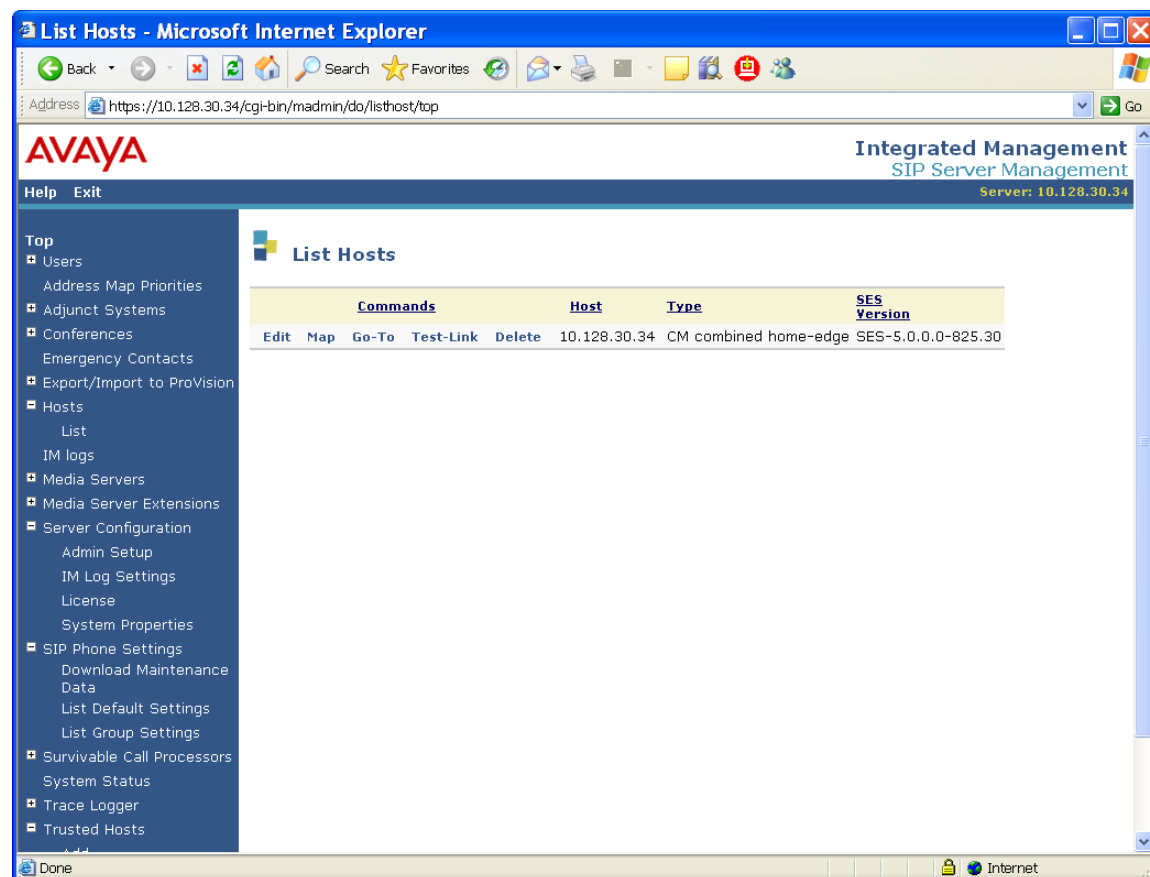 List Hosts - Microsoft Internet Explorer
Back Search Favorites
Address https://10.128.30.34/cgi-bin/madmin/do/listhost/top Go
AVAYA
Integrated Management
SIP Server Management
Help Exit
Server: 10.128.30.34
Top
Users
Address Map Priorities
Adjunct Systems
Conferences
Emergency Contacts
Export/Import to ProVision
Hosts
List
IM logs
Media Servers
Media Server Extensions
Server Configuration
Admin Setup
IM Log Settings
License
System Properties
SIP Phone Settings
Download Maintenance
Data
List Default Settings
List Group Settings
Survivable Call Processors
System Status
Trace Logger
Trusted Hosts
Add
List Hosts
Commands Host Type SES
Version
Edit Map Go-To Test-Link Delete 10.128.30.34 CM combined home-edge SES-5.0.0.0-825.30
Done Internet